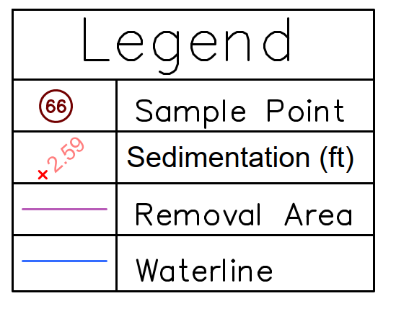 Legend
66 Sample Point
2.59 Sedimentation (ft)
Removal Area
Waterline